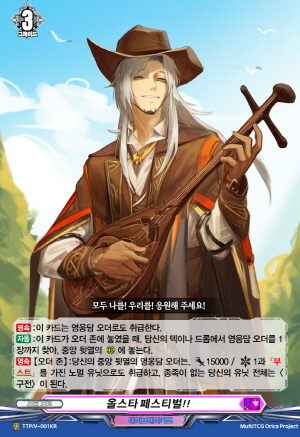 3
그레이드
모두 나를! 우리를! 응원해 주세요!
영속 :이 카드는 영웅담 오더로도 취급한다.
자동 :이 카드가 오더 존에 놓였을 때, 당신의 덱이나 드롭에서 영웅담 오더를 1
장까지 찾아, 중앙 뒷열의 에 놓는다.
영속 【오더 존】:당신의 중앙 뒷열의 영웅담 오더는, 15000 / 1과 「부
스트」를 가진 노멀 유닛으로도 취급하고, 종족이 없는 당신의 유닛 전체는 <
구전> 이 된다.
올스타 페스티벌!!
TTP/V-001KR
MultiTCG Orica Project